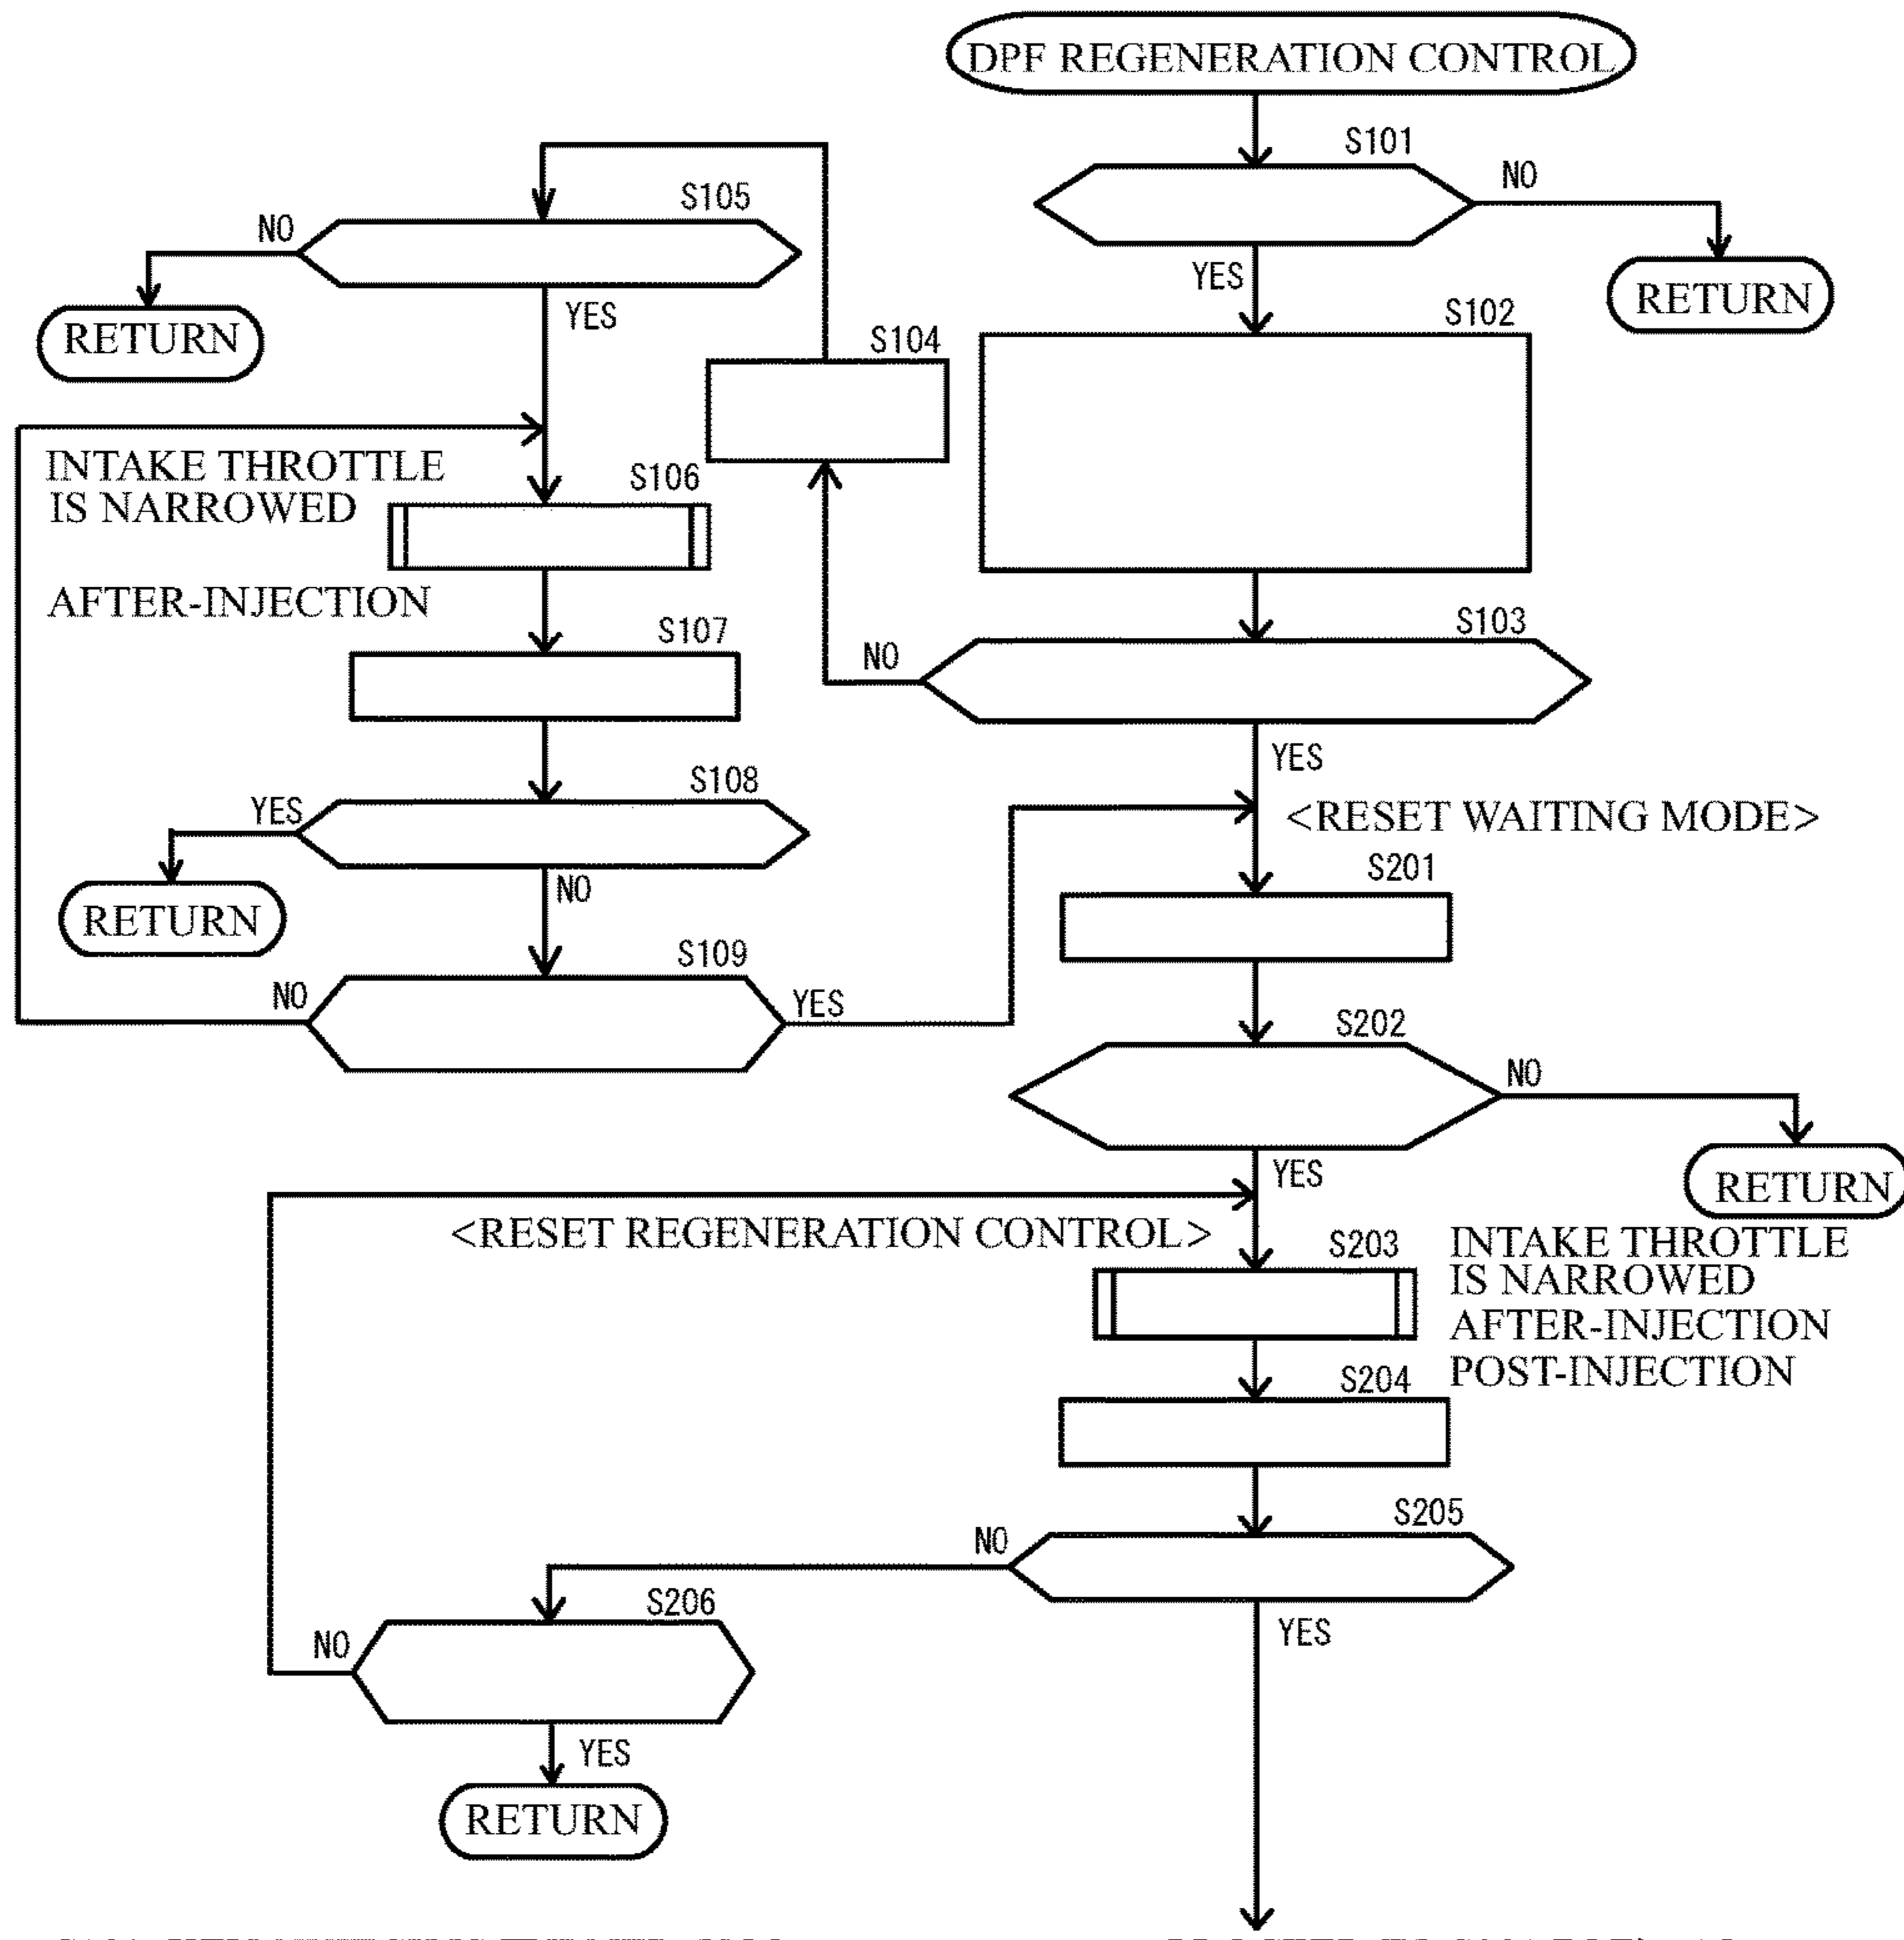 DPF REGENERATION CONTROL
S101
NO
RETURN
YES
S102
S103
NO
S104
S105
NO
RETURN
YES
INTAKE THROTTLE
IS NARROWED
S106
AFTER-INJECTION
S107
S108
YES
RETURN
NO
S109
NO
YES
YES
<RESET WAITING MODE>
S201
S202
NO
RETURN
YES
<RESET REGENERATION CONTROL>
S203
INTAKE THROTTLE
IS NARROWED
AFTER-INJECTION
POST-INJECTION
S204
S205
NO
YES
S206
NO
YES
RETURN